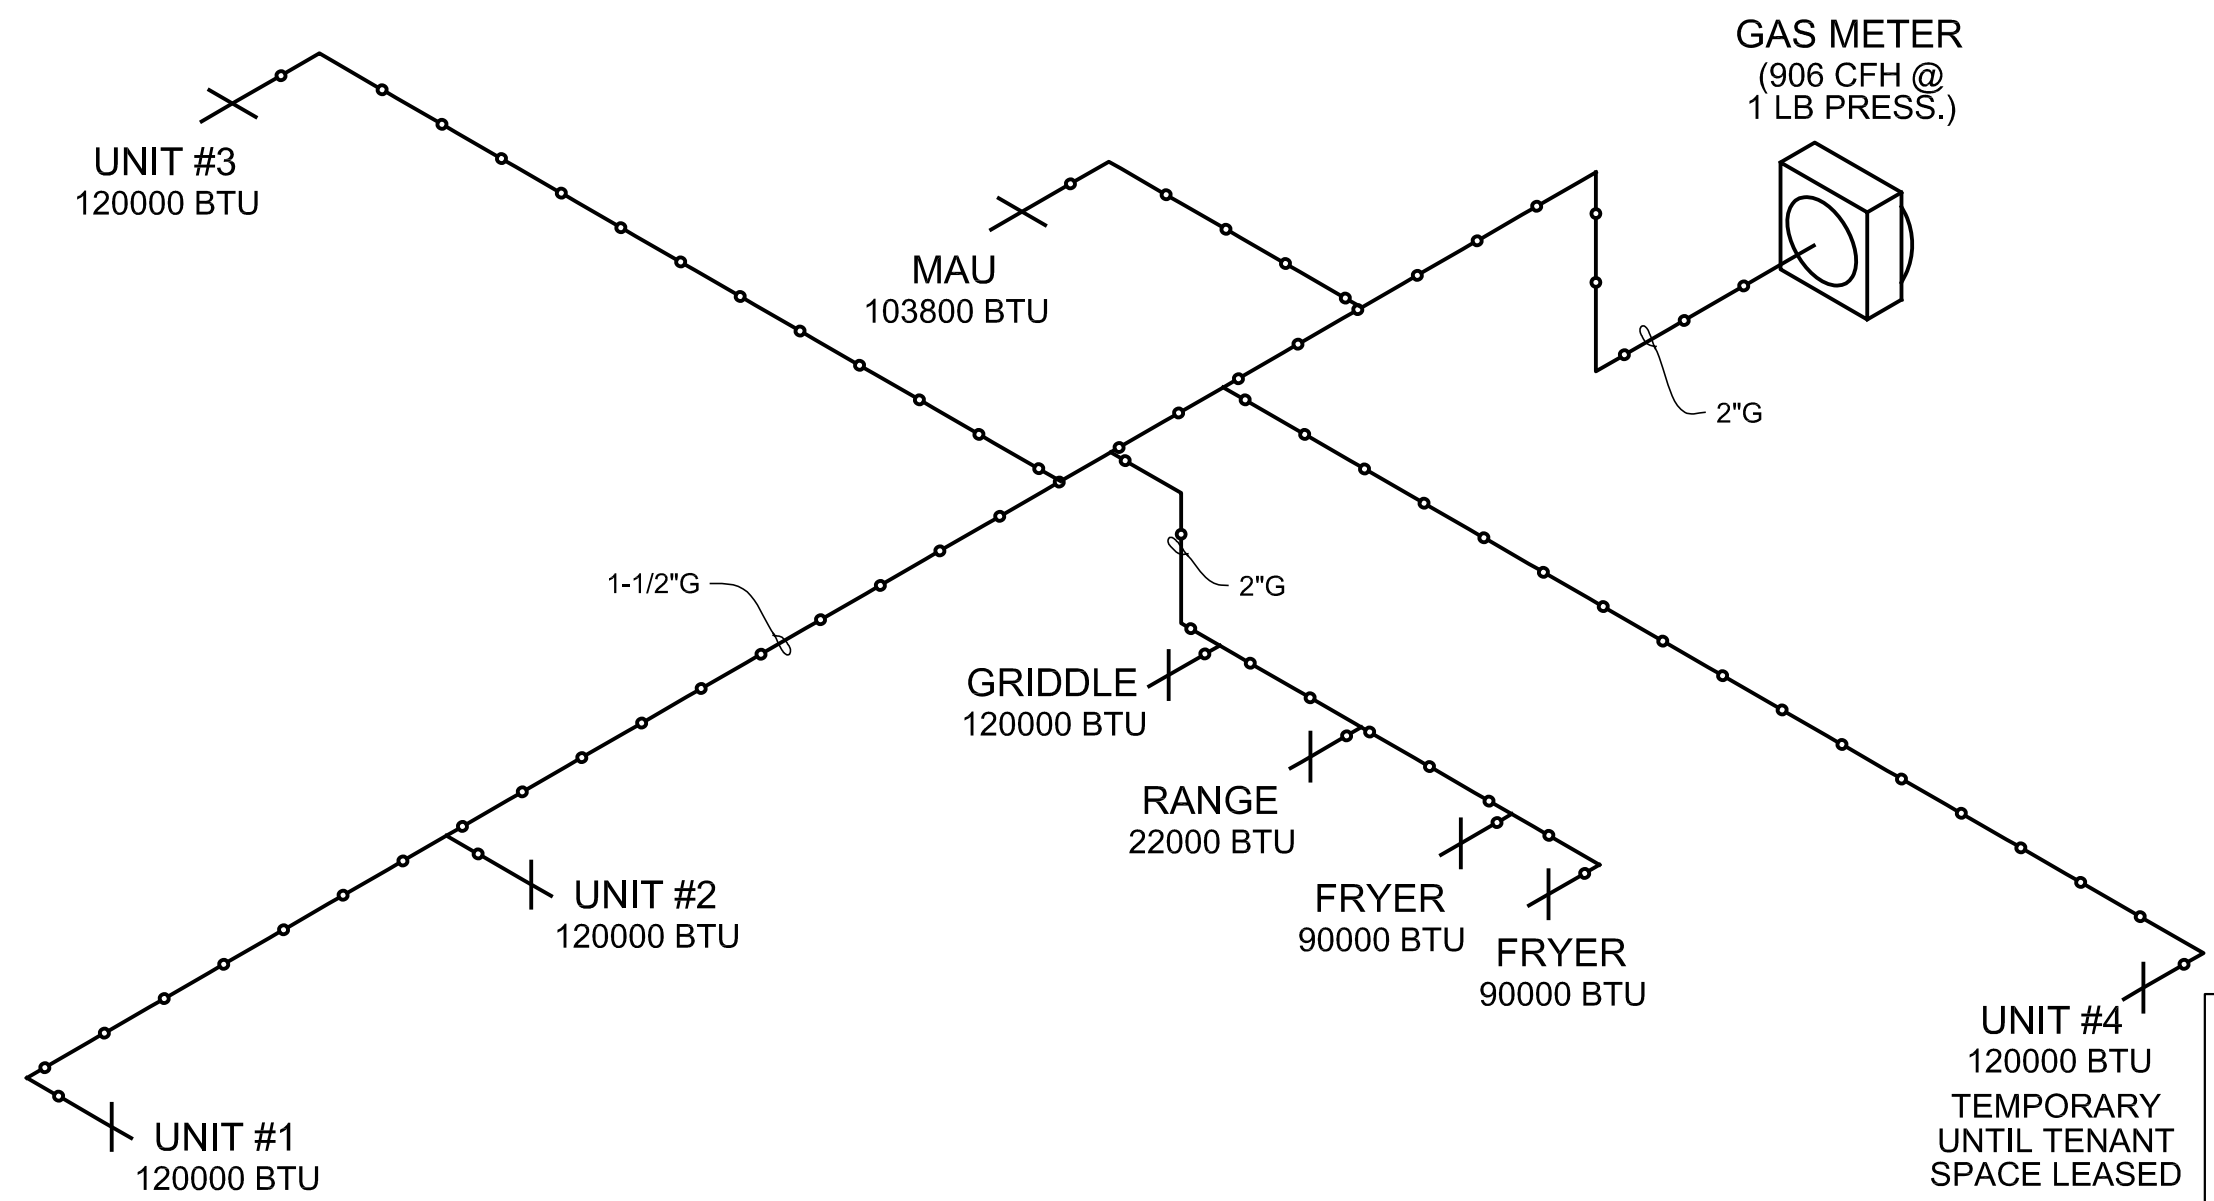 GAS METER
(906 CFH @
1 LB PRESS.)
UNIT #3
120000 BTU
MAU
103800 BTU
2"G
1-1/2"G
2"G
GRIDDLE
120000 BTU
RANGE
22000 BTU
UNIT #2
120000 BTU
FRYER
90000 BTU
FRYER
90000 BTU
UNIT #4
120000 BTU
TEMPORARY
UNTIL TENANT
SPACE LEASED
UNIT #1
120000 BTU